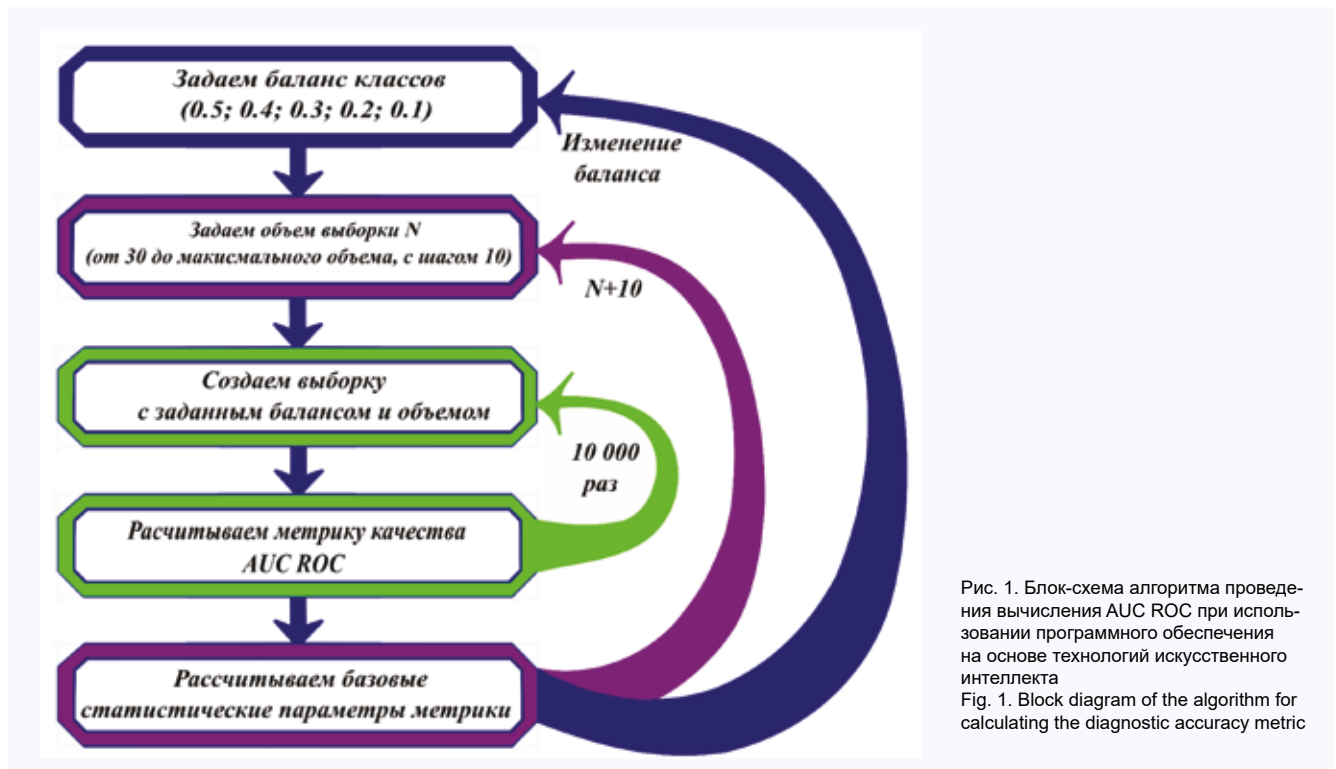 Задаем баланс классов
(0.5; 0.4; 0.3; 0.2; 0.1)
Изменение
баланса
Задаем объем выборки N
(от 30 до макисмального объема, с шагом 10)
N+10
Создаем выборку
с заданным балансом и объемом
10 000
раз
Расчитываем метрику качества
AUC ROC
Рассчитываем базовые
статистические параметры метрики
Рис. 1. Блок-схема алгоритма проведе-
ния вычисления AUC ROC при исполь-
зовании программного обеспечения
на основе технологий искусственного
интеллекта
Fig. 1. Block diagram of the algorithm for
calculating the diagnostic accuracy metric